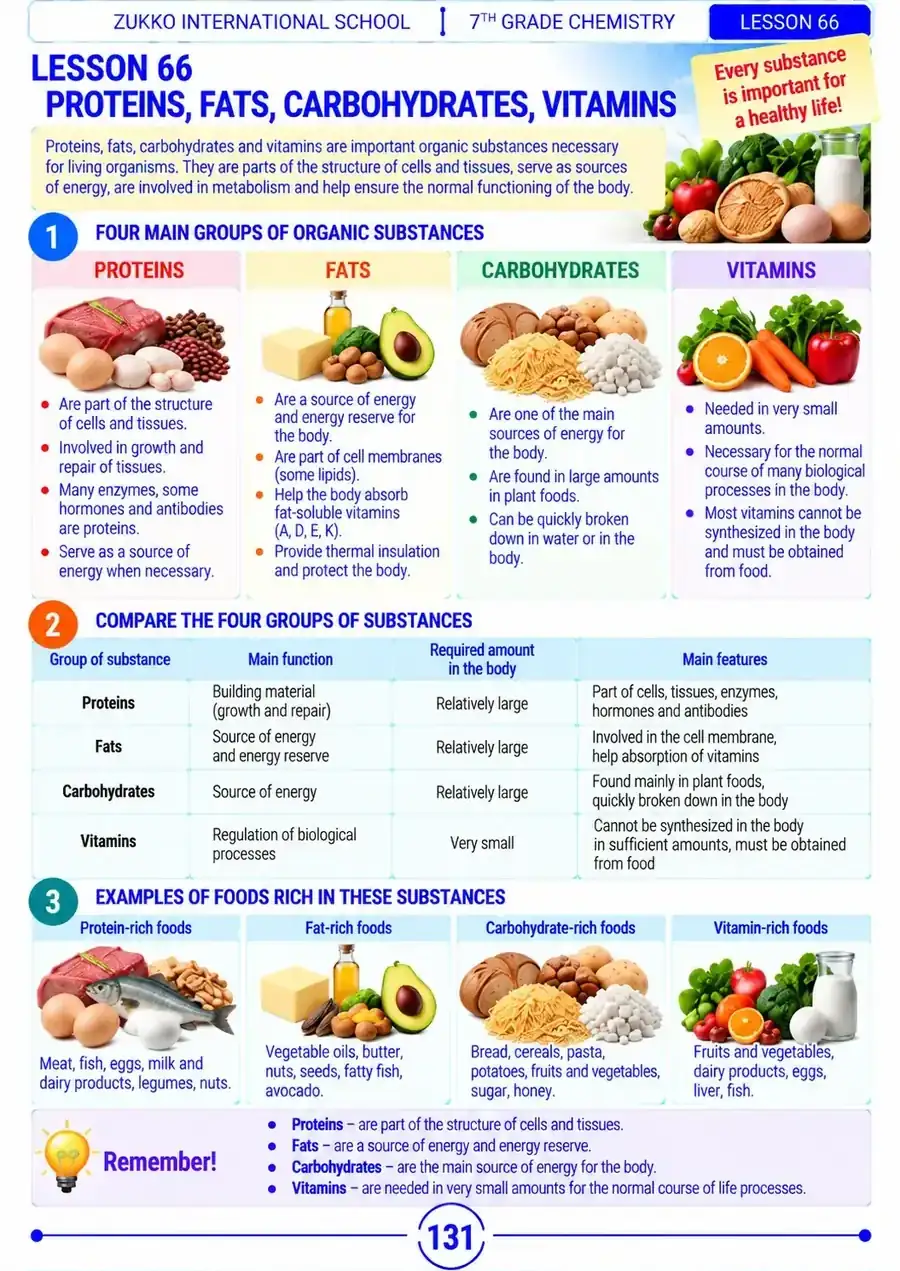 ZUKKO INTERNATIONAL SCHOOL
7TH GRADE CHEMISTRY
LESSON 66
LESSON 66
PROTEINS, FATS, CARBOHYDRATES, VITAMINS
Every substance
is important for
a healthy life!
Proteins, fats, carbohydrates and vitamins are important organic substances necessary
for living organisms. They are parts of the structure of cells and tissues, serve as sources
of energy, are involved in metabolism and help ensure the normal functioning of the body.
1
FOUR MAIN GROUPS OF ORGANIC SUBSTANCES
PROTEINS
• Are part of the structure
of cells and tissues.
• Involved in growth and
repair of tissues.
• Many enzymes, some
hormones and antibodies
are proteins.
• Serve as a source of
energy when necessary.
FATS
• Are a source of energy
and energy reserve for
the body.
• Are part of cell membranes
(some lipids).
• Help the body absorb
fat-soluble vitamins
(A, D, E, K).
• Provide thermal insulation
and protect the body.
CARBOHYDRATES
• Are one of the main
sources of energy for
the body.
• Are found in large amounts
in plant foods.
• Can be quickly broken
down in water or in the
body.
VITAMINS
• Needed in very small
amounts.
• Necessary for the normal
course of many biological
processes in the body.
• Most vitamins cannot be
synthesized in the body
and must be obtained
from food.
2
COMPARE THE FOUR GROUPS OF SUBSTANCES
Group of substance
Main function
Required amount
in the body
Main features
Proteins
Building material
(growth and repair)
Relatively large
Part of cells, tissues, enzymes,
hormones and antibodies
Fats
Source of energy
and energy reserve
Relatively large
Involved in the cell membrane,
help absorption of vitamins
Carbohydrates
Source of energy
Relatively large
Found mainly in plant foods,
quickly broken down in the body
Vitamins
Regulation of biological
processes
Very small
Cannot be synthesized in the body
in sufficient amounts, must be obtained
from food
3
EXAMPLES OF FOODS RICH IN THESE SUBSTANCES
Protein-rich foods
Meat, fish, eggs, milk and
dairy products, legumes, nuts.
Fat-rich foods
Vegetable oils, butter,
nuts, seeds, fatty fish,
avocado.
Carbohydrate-rich foods
Bread, cereals, pasta,
potatoes, fruits and vegetables,
sugar, honey.
Vitamin-rich foods
Fruits and vegetables,
dairy products, eggs,
liver, fish.
Remember!
• Proteins – are part of the structure of cells and tissues.
• Fats – are a source of energy and energy reserve.
• Carbohydrates – are the main source of energy for the body.
• Vitamins – are needed in very small amounts for the normal course of life processes.
131